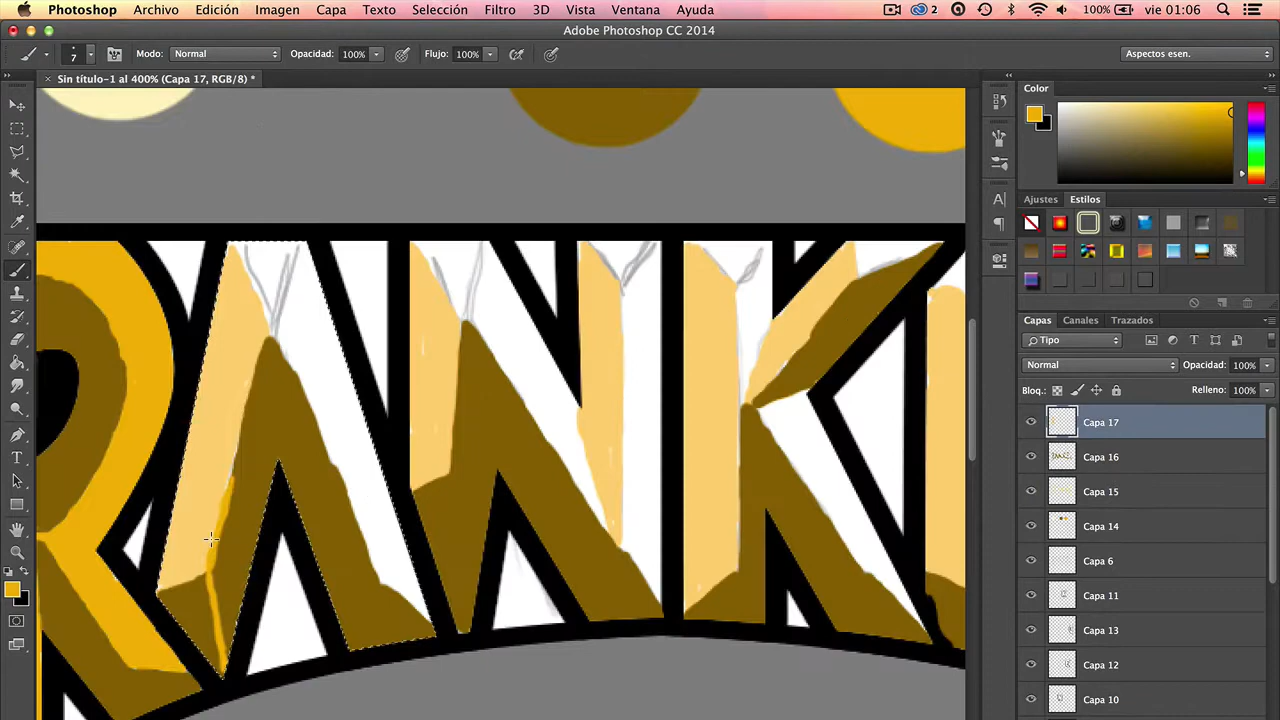 Photoshop Archivo Edición Imagen Capa Texto Selección Filtro 3D Vista Ventana Ayuda 2 100% vie 01:06
Adobe Photoshop CC 2014
7 Modo: Normal Opacidad: 100% Flujo: 100% Aspectos esen.
× Sin título-1 al 400% (Capa 17, RGB/8) *
Color
Ajustes Estilos
RANK
Capas Canales Trazados
Tipo
Normal Opacidad: 100%
Bloq.: Relleno: 100%
Capa 17
Capa 16
Capa 15
Capa 14
Capa 6
Capa 11
Capa 13
Capa 12
Capa 10